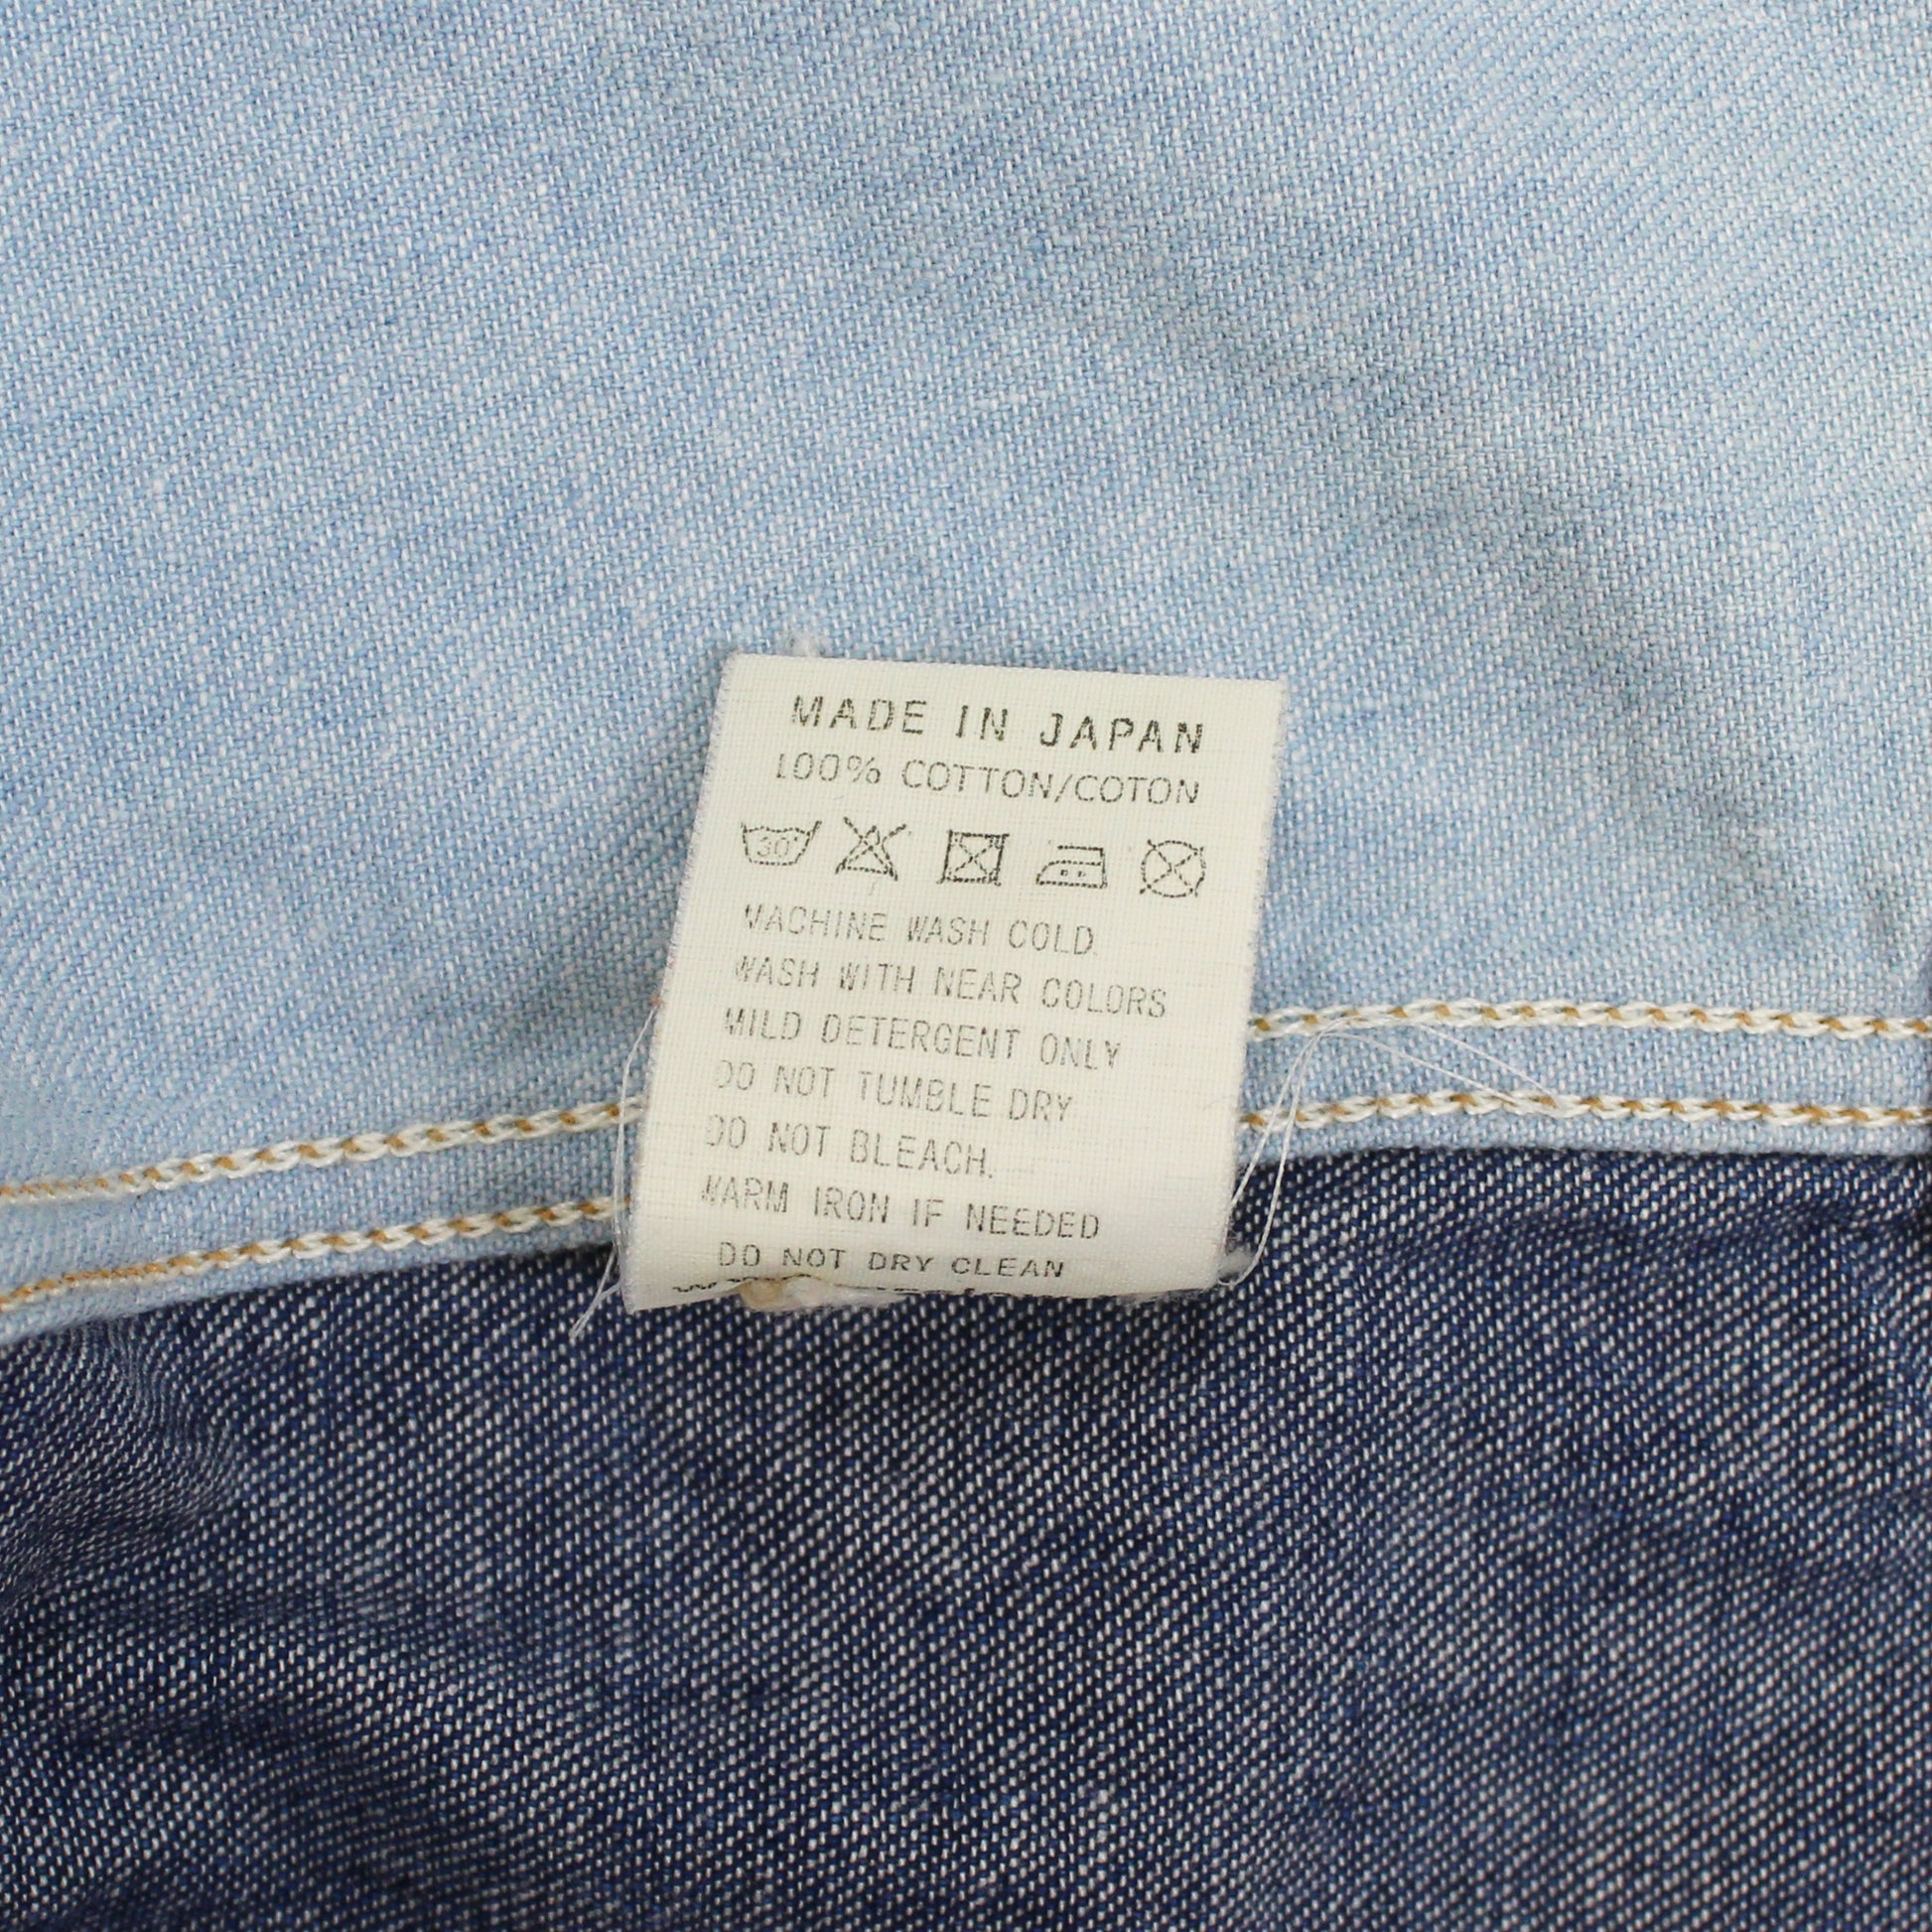 MADE IN JAPAN
100% COTTON/COTON
30°
MACHINE WASH COLD.
WASH WITH NEAR COLORS
MILD DETERGENT ONLY
DO NOT TUMBLE DRY
DO NOT BLEACH.
WARM IRON IF NEEDED
DO NOT DRY CLEAN